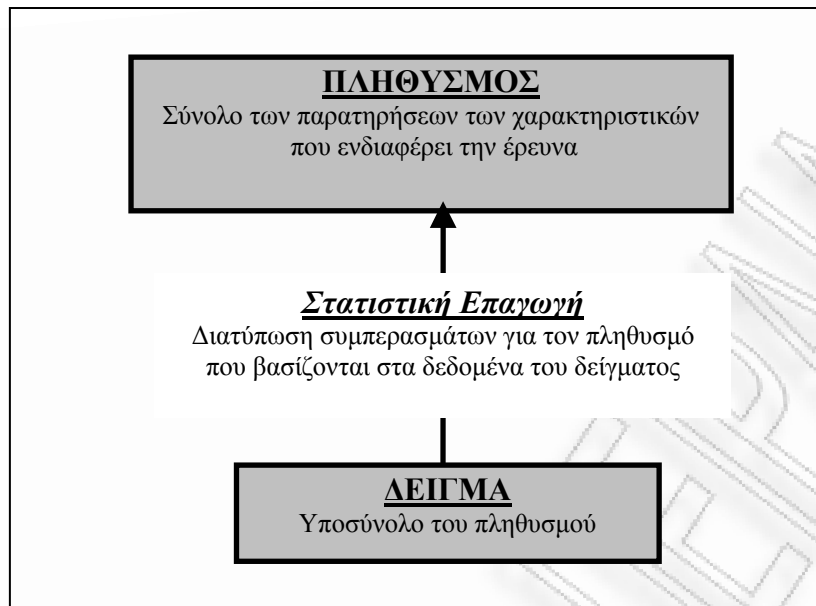 ΠΛΗΘΥΣΜΟΣ
Σύνολο των παρατηρήσεων των χαρακτηριστικών
που ενδιαφέρει την έρευνα
Στατιστική Επαγωγή
Διατύπωση συμπερασμάτων για τον πληθυσμό
που βασίζονται στα δεδομένα του δείγματος
ΔΕΙΓΜΑ
Υποσύνολο του πληθυσμού